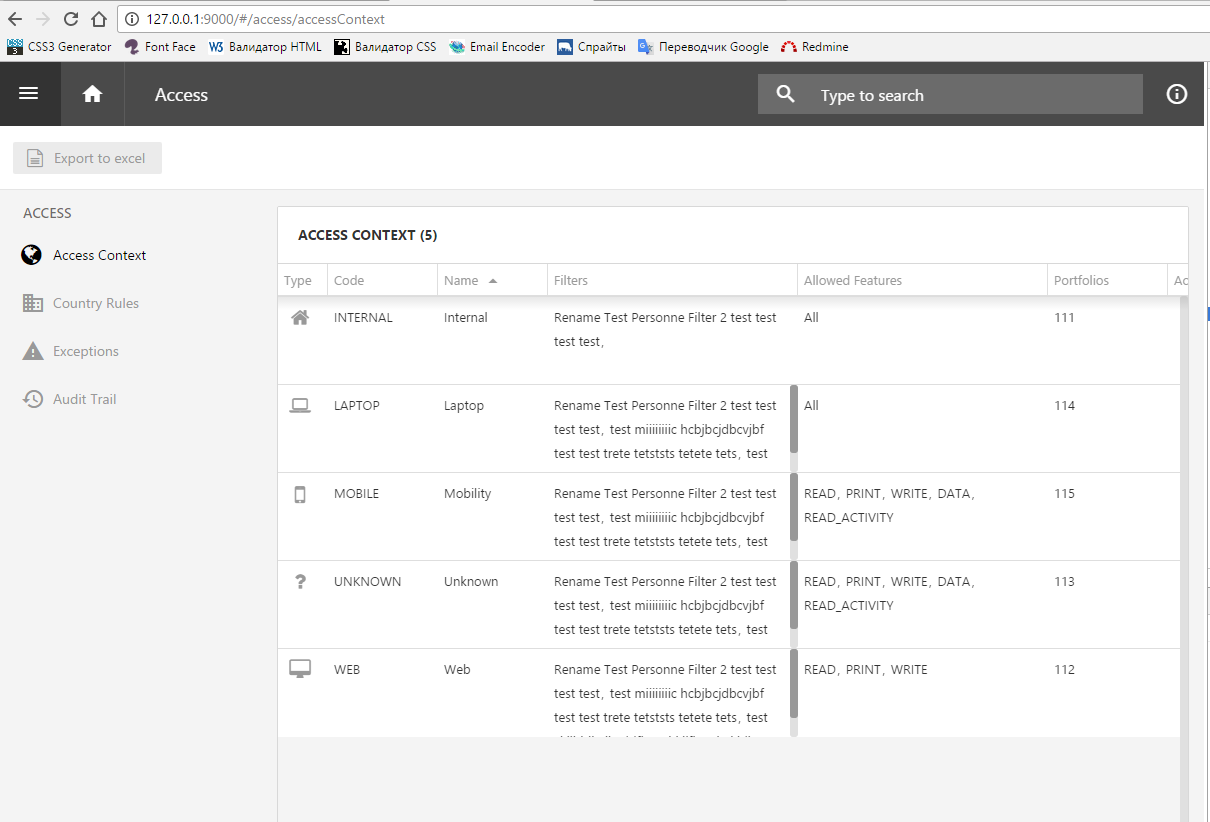 127.0.0.1:9000/#/access/accessContext
CSS3 Generator Font Face W3 Валидатор HTML Валидатор CSS Email Encoder Спрайты Переводчик Google Redmine
Access Type to search
Export to excel
ACCESS
Access Context
Country Rules
Exceptions
Audit Trail
ACCESS CONTEXT (5)
Type Code Name Filters Allowed Features Portfolios
INTERNAL Internal Rename Test Personne Filter 2 test test All 111
test test,
LAPTOP Laptop Rename Test Personne Filter 2 test test All 114
test test, test miiiiiiiic hcbjbcjdbcvjbf
test test trete tetststs tetete tets, test
MOBILE Mobility Rename Test Personne Filter 2 test test READ, PRINT, WRITE, DATA, 115
test test, test miiiiiiiic hcbjbcjdbcvjbf READ_ACTIVITY
test test trete tetststs tetete tets, test
UNKNOWN Unknown Rename Test Personne Filter 2 test test READ, PRINT, WRITE, DATA, 113
test test, test miiiiiiiic hcbjbcjdbcvjbf READ_ACTIVITY
test test trete tetststs tetete tets, test
WEB Web Rename Test Personne Filter 2 test test READ, PRINT, WRITE 112
test test, test miiiiiiiic hcbjbcjdbcvjbf
test test trete tetststs tetete tets, test